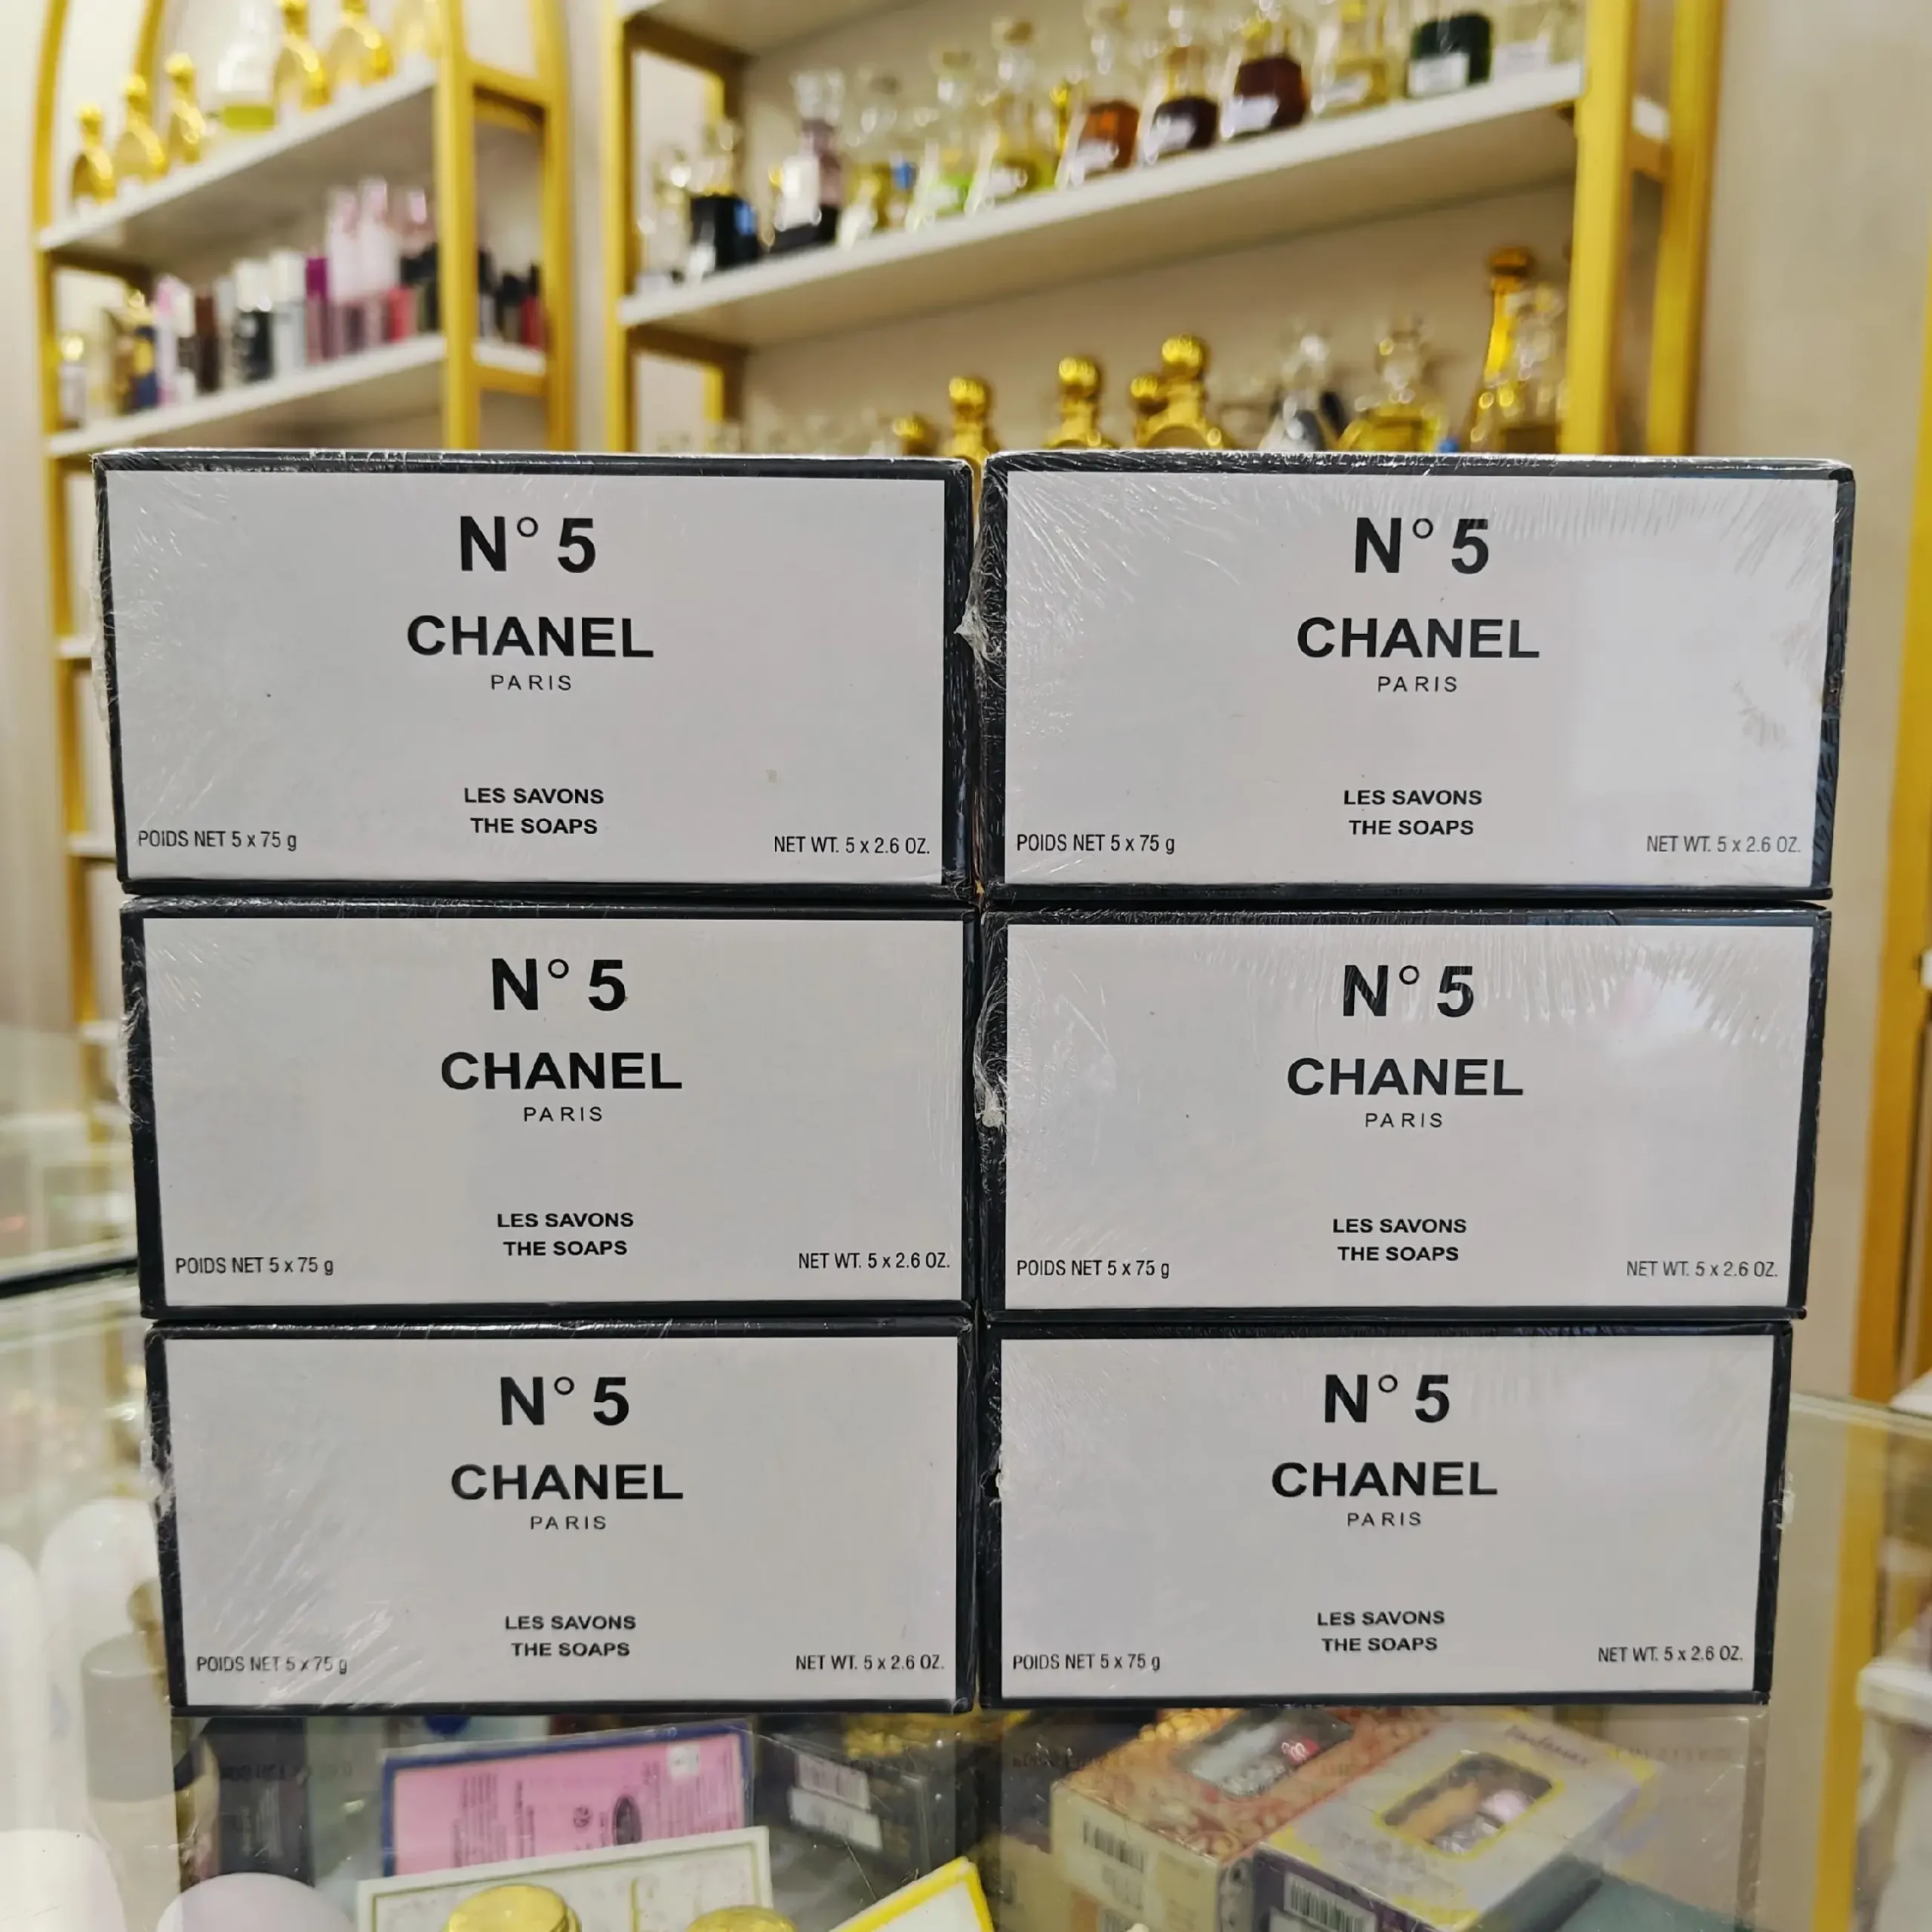 N° 5
CHANEL
PARIS
LES SAVONS
THE SOAPS
POIDS NET 5 x 75 g
NET WT. 5 x 2.6 OZ.
N° 5
CHANEL
PARIS
LES SAVONS
THE SOAPS
POIDS NET 5 x 75 g
NET WT. 5 x 2.6 OZ.
N° 5
CHANEL
PARIS
LES SAVONS
THE SOAPS
POIDS NET 5 x 75 g
NET WT. 5 x 2.6 OZ.
N° 5
CHANEL
PARIS
LES SAVONS
THE SOAPS
POIDS NET 5 x 75 g
NET WT. 5 x 2.6 OZ.
N° 5
CHANEL
PARIS
LES SAVONS
THE SOAPS
POIDS NET 5 x 75 g
NET WT. 5 x 2.6 OZ.
N° 5
CHANEL
PARIS
LES SAVONS
THE SOAPS
POIDS NET 5 x 75 g
NET WT. 5 x 2.6 OZ.